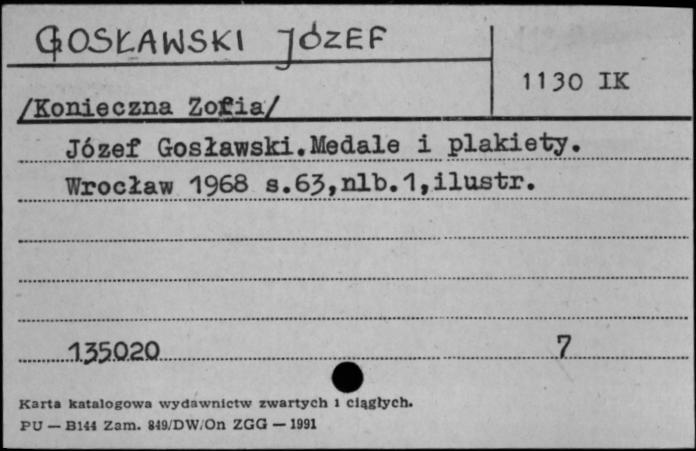 GOSŁAWSKI JÓZEF
1130 IK
/Konieczna Zofia/
Józef Gosławski.Medale i plakiety.
Wrocław 1968 s.63,nlb.1,ilustr.
135020 7
Karta katalogowa wydawnictw zwartych i ciągłych.
PU — B144 Zam. 849/DW/On ZGG — 1991